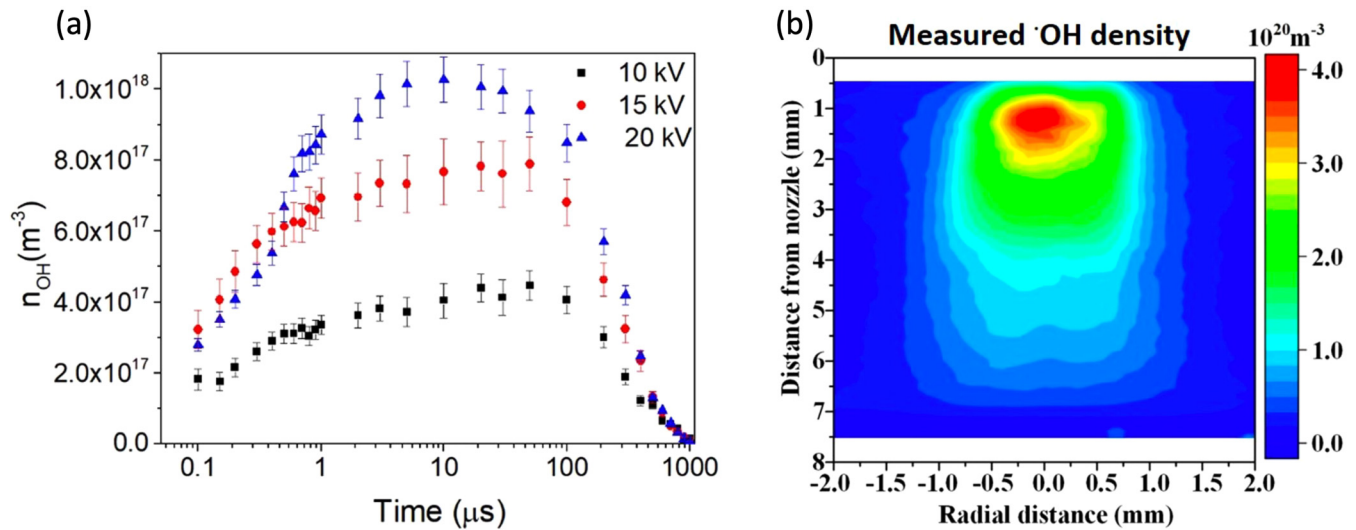 (a)
10 kV
15 kV
20 kV
1.0x10¹⁸
8.0x10¹⁷
6.0x10¹⁷
4.0x10¹⁷
2.0x10¹⁷
0.0
n_OH(m⁻³)
0.1 1 10 100 1000
Time (μs)
(b)
Measured ·OH density
10²⁰m⁻³
0
1
2
3
4
5
6
7
8
Distance from nozzle (mm)
-2.0 -1.5 -1.0 -0.5 0.0 0.5 1.0 1.5 2.0
Radial distance (mm)
4.0
3.0
2.0
1.0
0.0